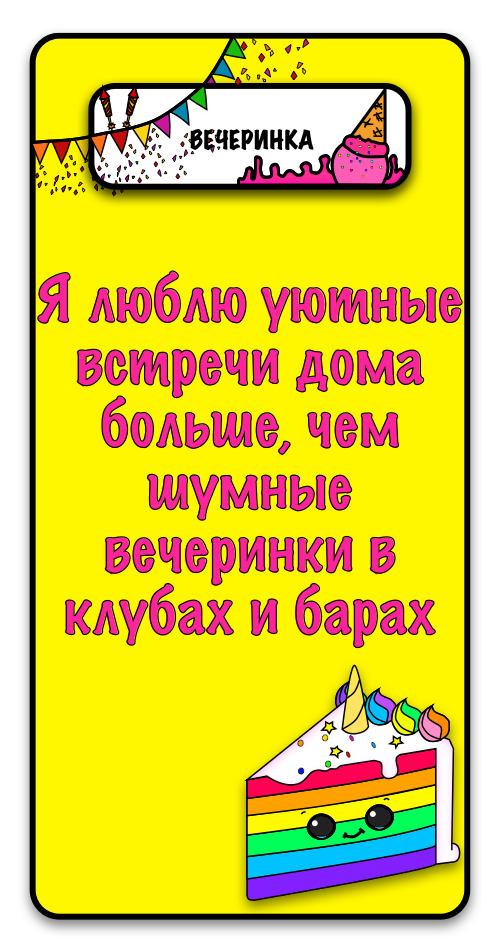 ВЕЧЕРИНКА
Я люблю уютные
встречи дома
больше, чем
шумные
вечеринки в
клубах и барах